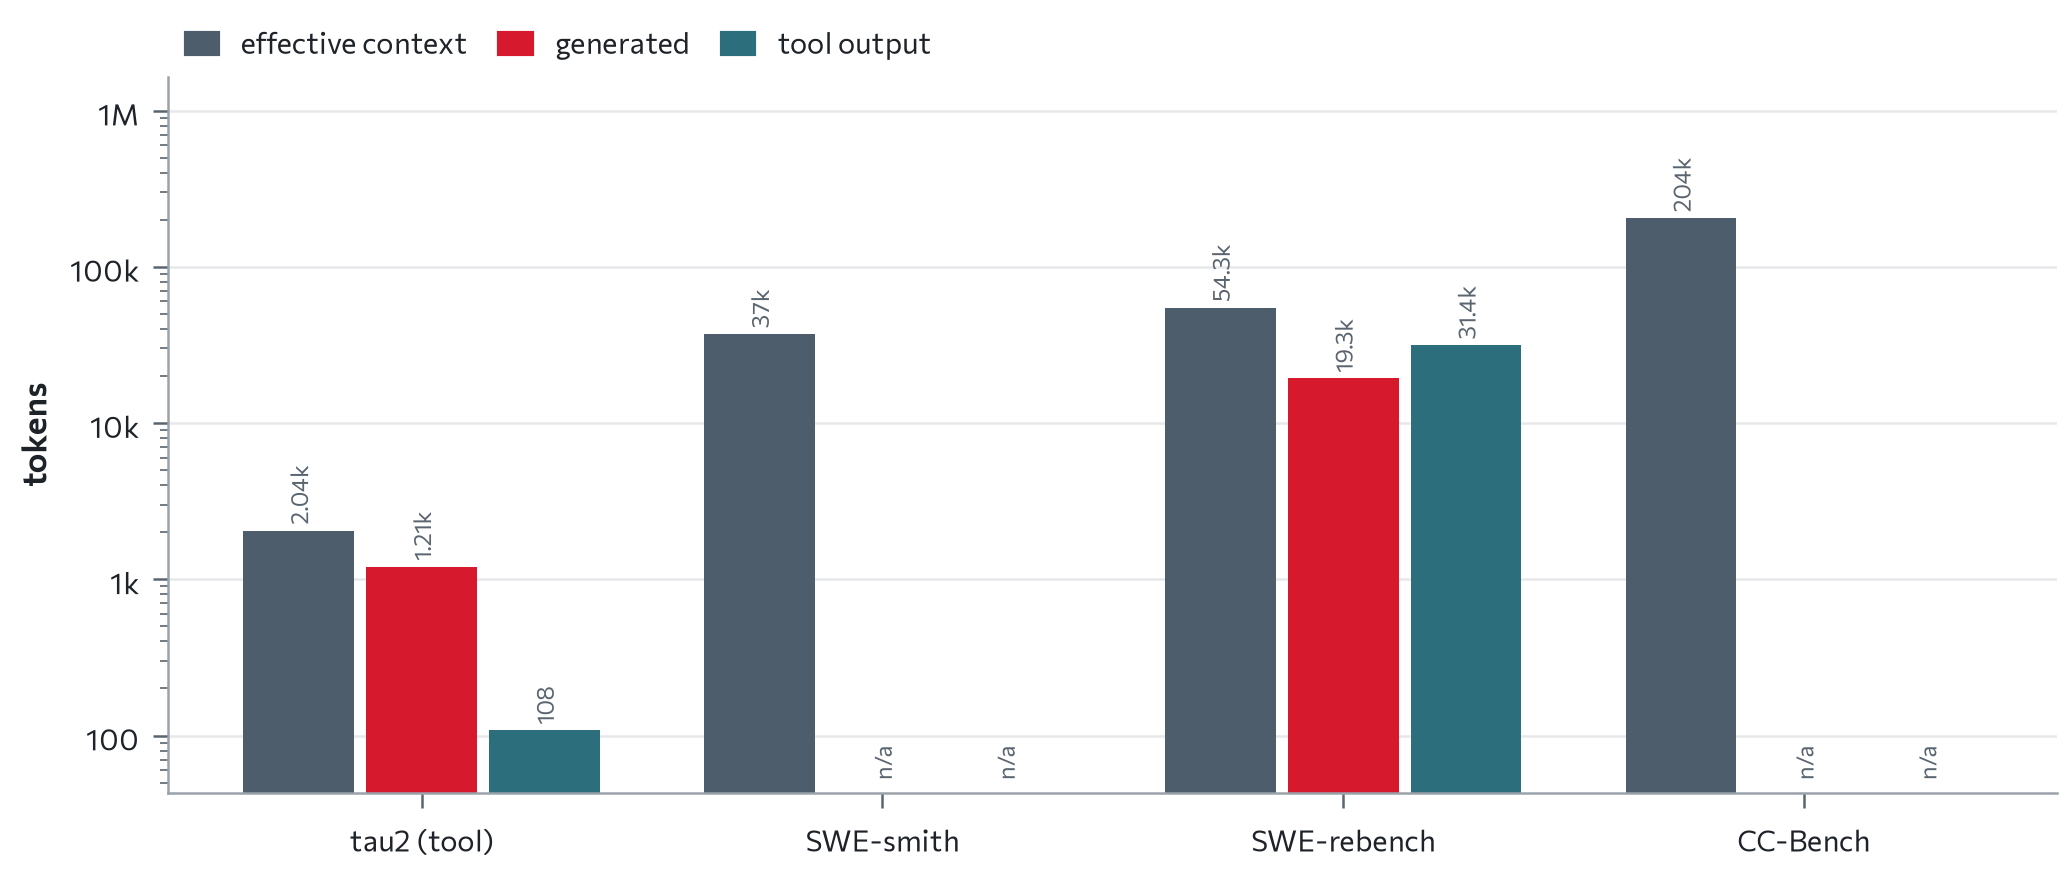 effective context generated tool output
1M
100k
10k
1k
100
tokens
2.04k
1.21k
108
37k
n/a
n/a
54.3k
19.3k
31.4k
204k
n/a
n/a
tau2 (tool) SWE-smith SWE-rebench CC-Bench